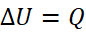 ΔU = Q